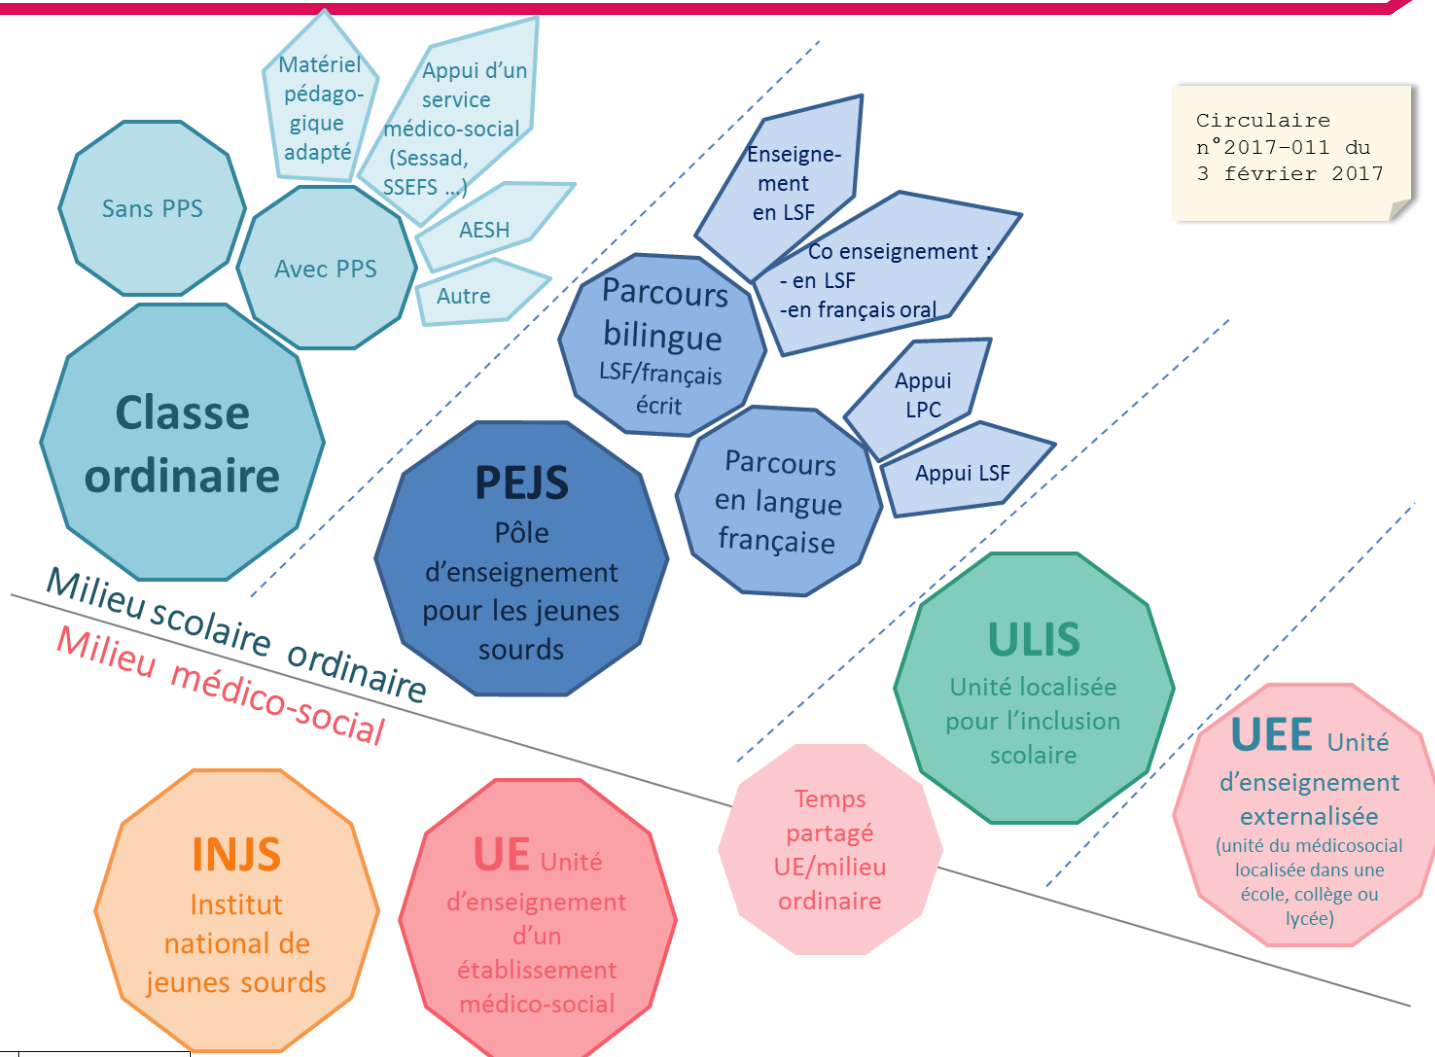 Matériel
pédago-
gique
adapté
Appui d'un
service
médico-social
(Sessad,
SSEFS ...)
Sans PPS
Avec PPS
AESH
Autre
Classe
ordinaire
Circulaire
n°2017-011 du
3 février 2017
Enseigne-
ment
en LSF
Co enseignement :
- en LSF
-en français oral
Parcours
bilingue
LSF/français
écrit
Appui
LPC
Appui LSF
Parcours
en langue
française
PEJS
Pôle
d'enseignement
pour les jeunes
sourds
Milieu scolaire ordinaire
Milieu médico-social
ULIS
Unité localisée
pour l'inclusion
scolaire
UEE Unité
d'enseignement
externalisée
(unité du médicosocial
localisée dans une
école, collège ou
lycée)
Temps
partagé
UE/milieu
ordinaire
INJS
Institut
national de
jeunes sourds
UE Unité
d'enseignement
d'un
établissement
médico-social